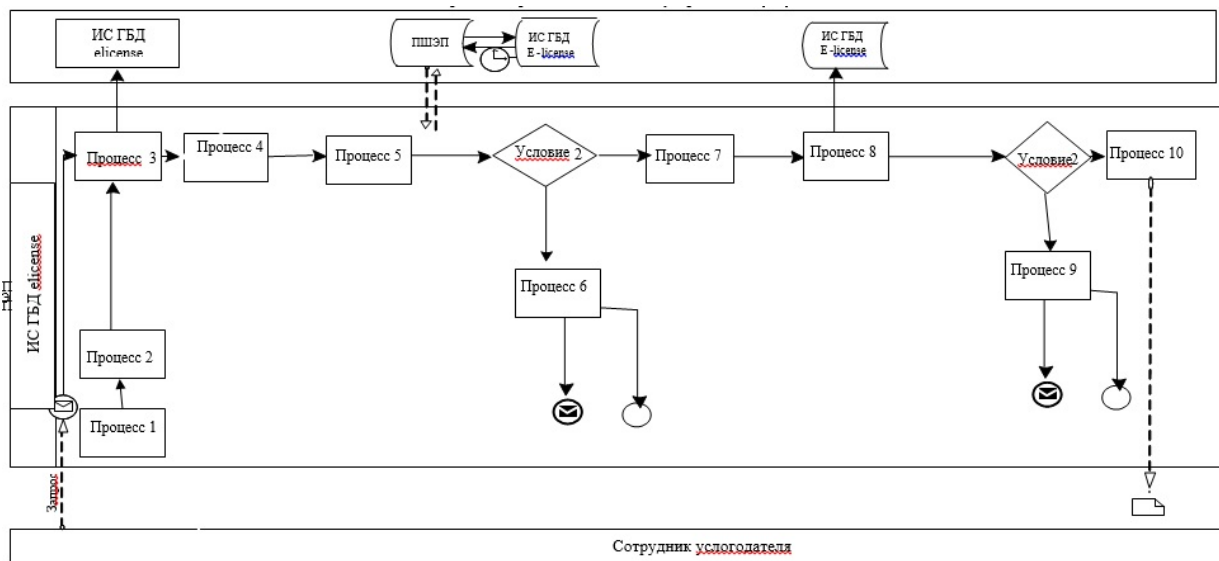 ИС ГБД
elicense
ПШЭП
ИС ГБД
E -license
ИС ГБД
E-license
Процесс 3
Процесс 4
Процесс 5
Условие 2
Процесс 7
Процесс 8
Условие2
Процесс 10
ИС ГБД elicense
Процесс 6
Процесс 9
Процесс 2
Процесс 1
Запрос
Сотрудник услогодателя